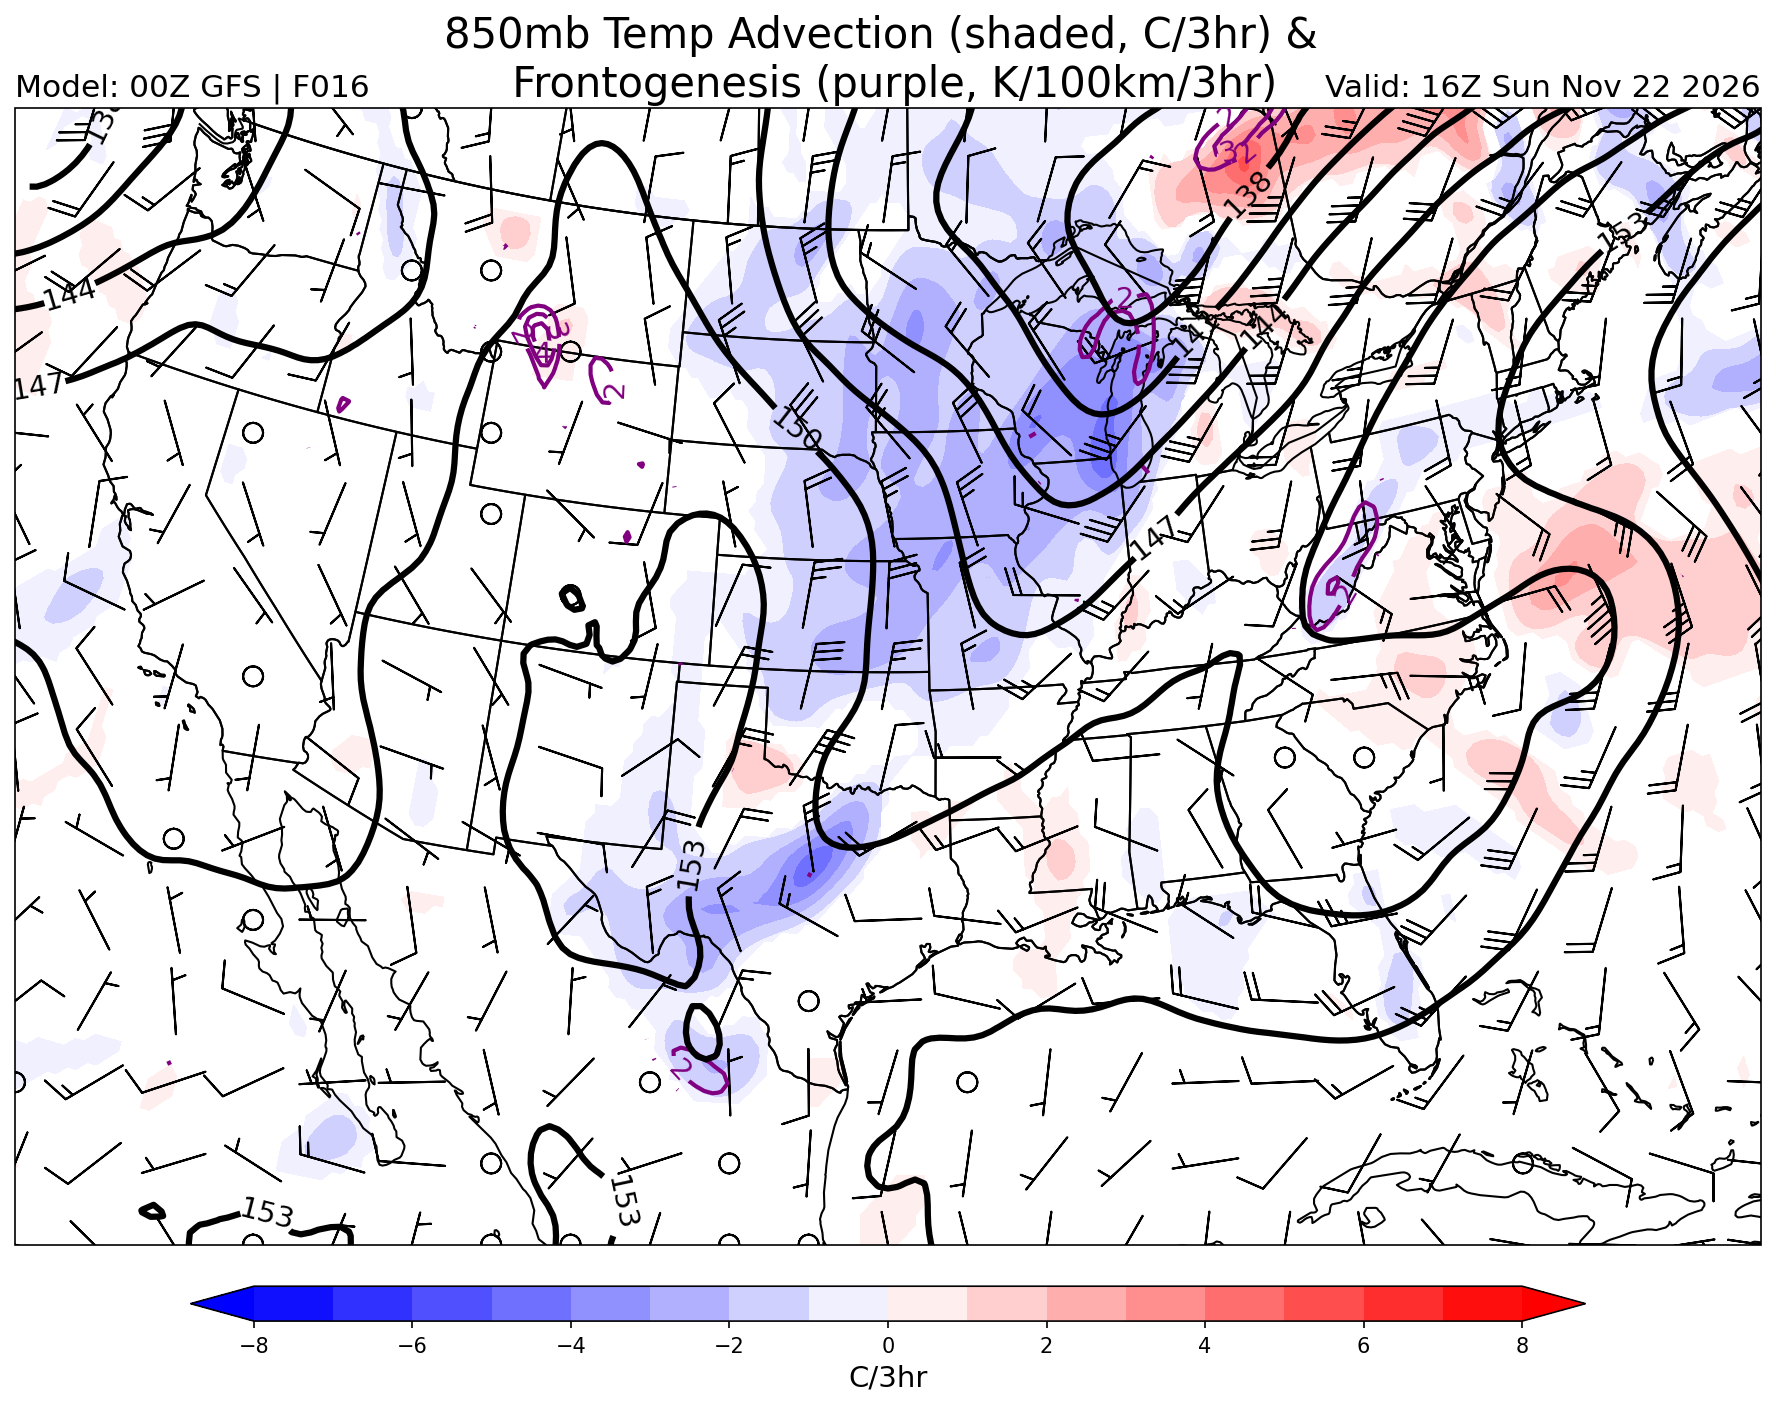 850mb Temp Advection (shaded, C/3hr) &
Frontogenesis (purple, K/100km/3hr)
Model: 00Z GFS | F016
Valid: 16Z Sun Nov 22 2026
138
153
144
147
150
144
147
153
153
153
2
2
2
2
3
−8 −6 −4 −2 0 2 4 6 8
C/3hr